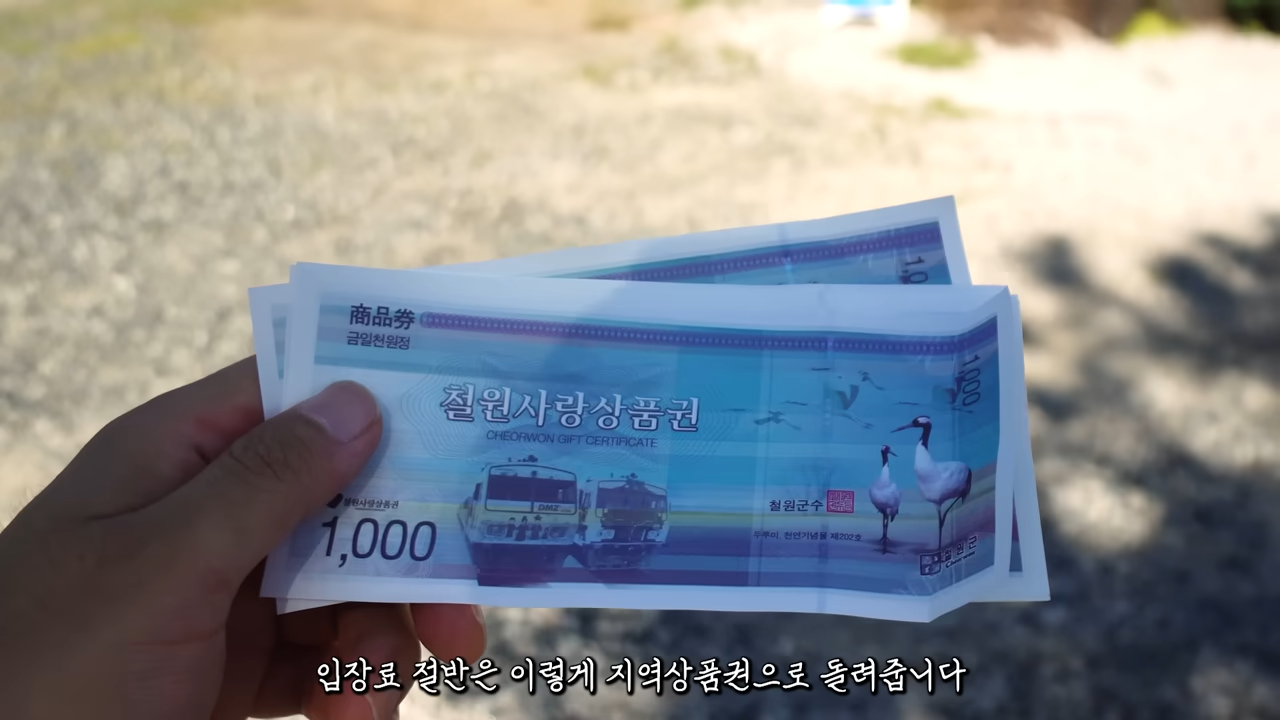 商品券
금일천원정
1,0
1,000
철원사랑상품권
CHEORWON GIFT CERTIFICATE
DMZ
철원사랑상품권
1,000
철원군수
두루미, 천연기념물 제202호
철원군
입장료 절반은 이렇게 지역상품권으로 돌려줍니다